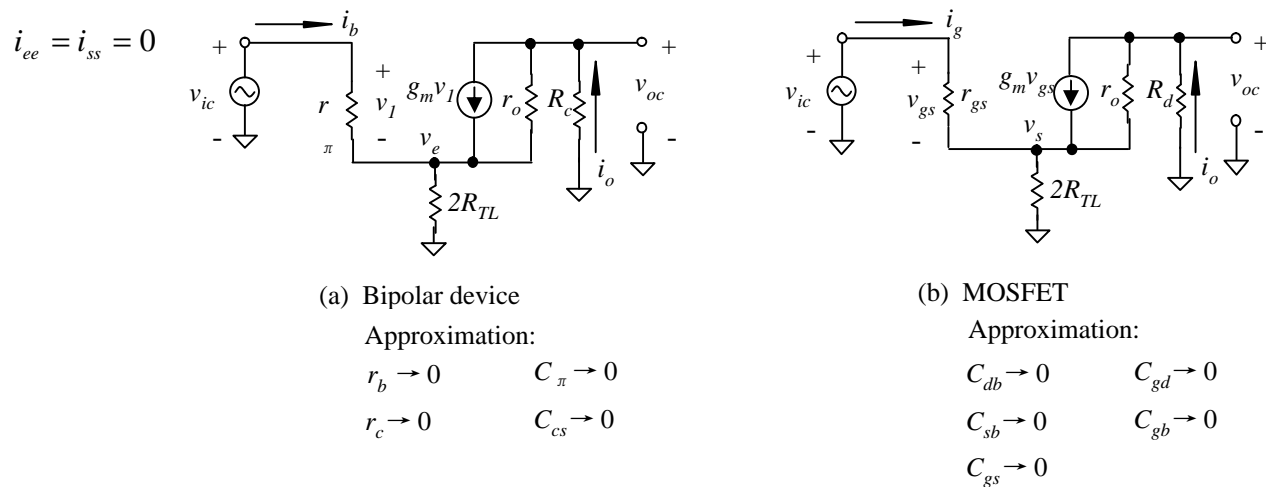 i_ee = i_ss = 0
i_b
+ + g_m v_1 r_o R_c +
v_ic r_π v_1 v_oc
- - v_e i_o -
2R_TL
(a) Bipolar device
Approximation:
r_b → 0 C_π → 0
r_c → 0 C_cs → 0
i_g
+ + g_m v_gs r_o R_d +
v_ic v_gs r_gs v_oc
- - v_s i_o -
2R_TL
(b) MOSFET
Approximation:
C_db → 0 C_gd → 0
C_sb → 0 C_gb → 0
C_gs → 0